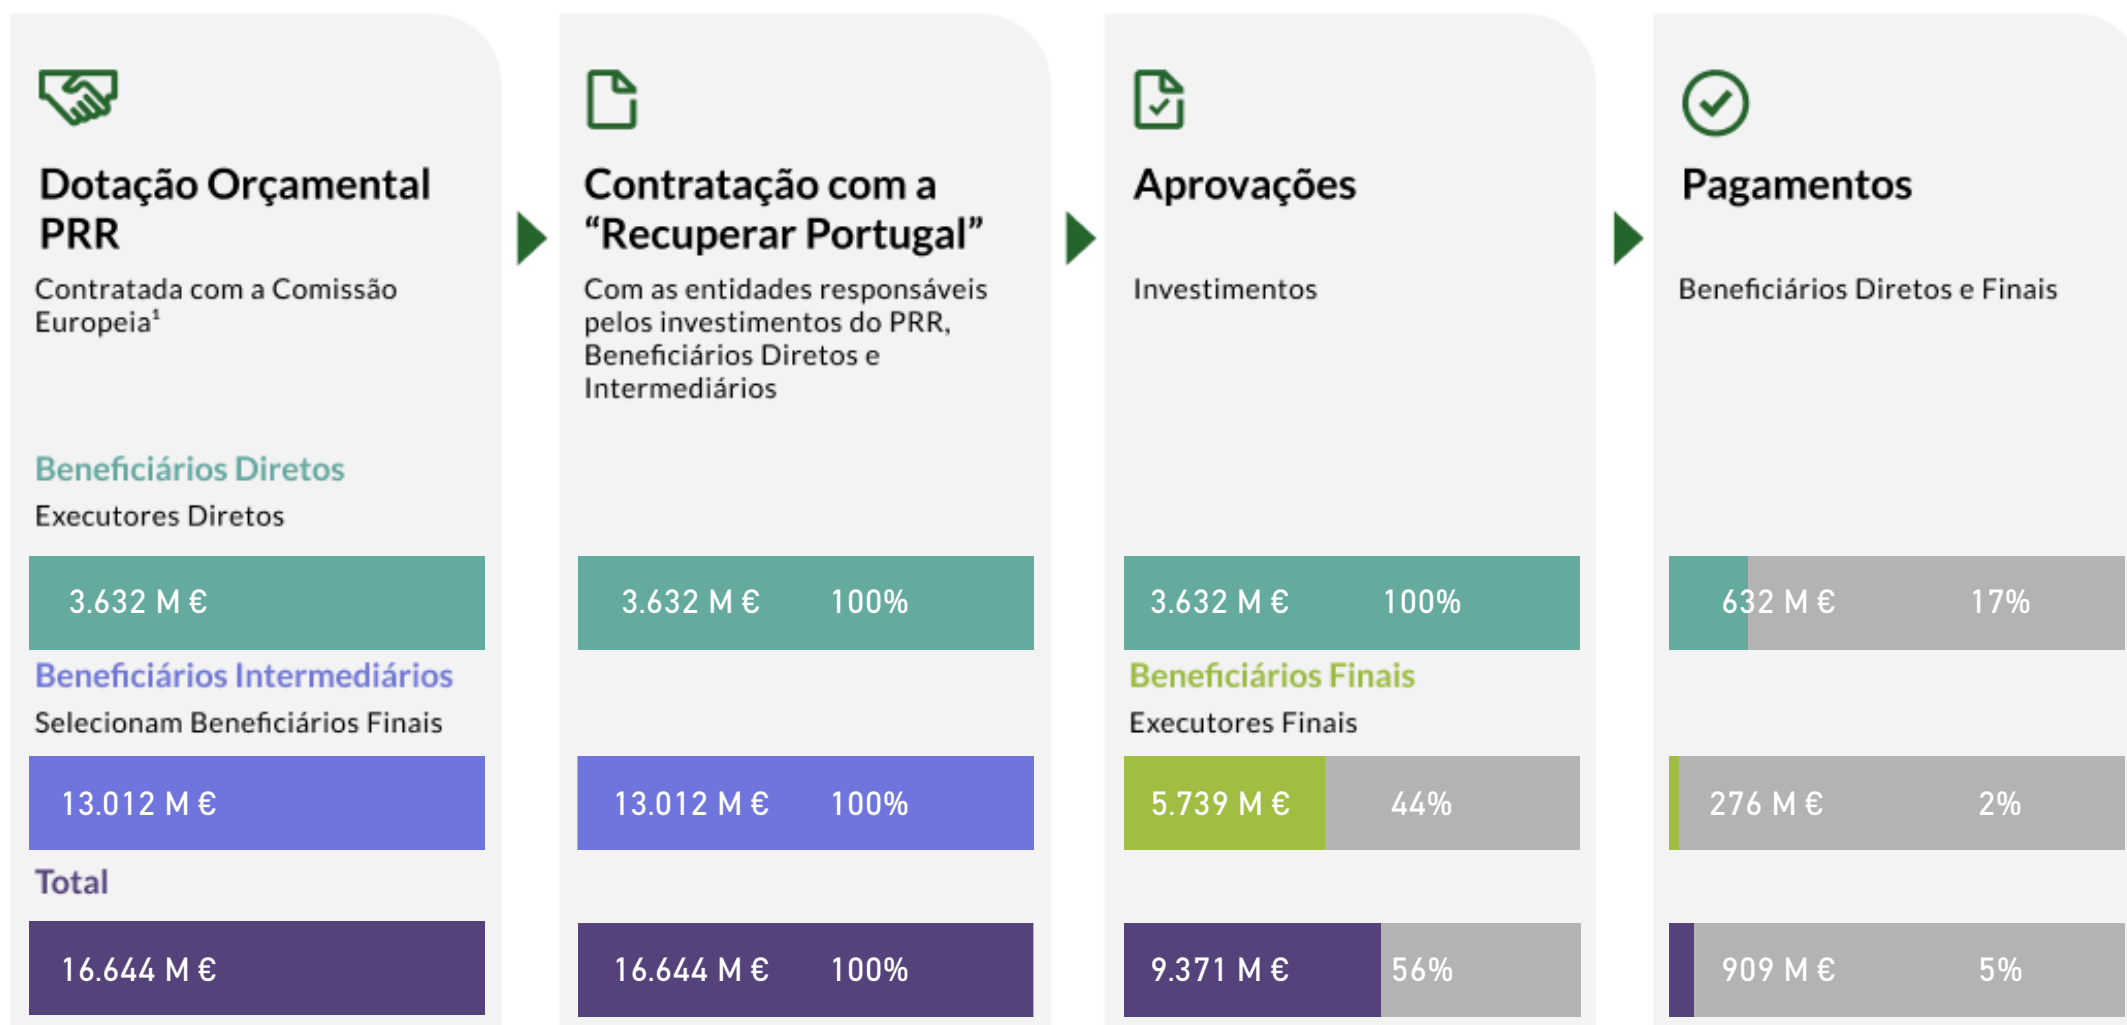 Dotação Orçamental
PRR
Contratada com a Comissão
Europeia¹
Contratação com a
“Recuperar Portugal”
Com as entidades responsáveis
pelos investimentos do PRR,
Beneficiários Diretos e
Intermediários
Aprovações
Investimentos
Pagamentos
Beneficiários Diretos e Finais
Beneficiários Diretos
Executores Diretos
3.632 M €
3.632 M € 100%
3.632 M € 100%
632 M € 17%
Beneficiários Intermediários
Selecionam Beneficiários Finais
Beneficiários Finais
Executores Finais
13.012 M €
13.012 M € 100%
5.739 M € 44%
276 M € 2%
Total
16.644 M €
16.644 M € 100%
9.371 M € 56%
909 M € 5%